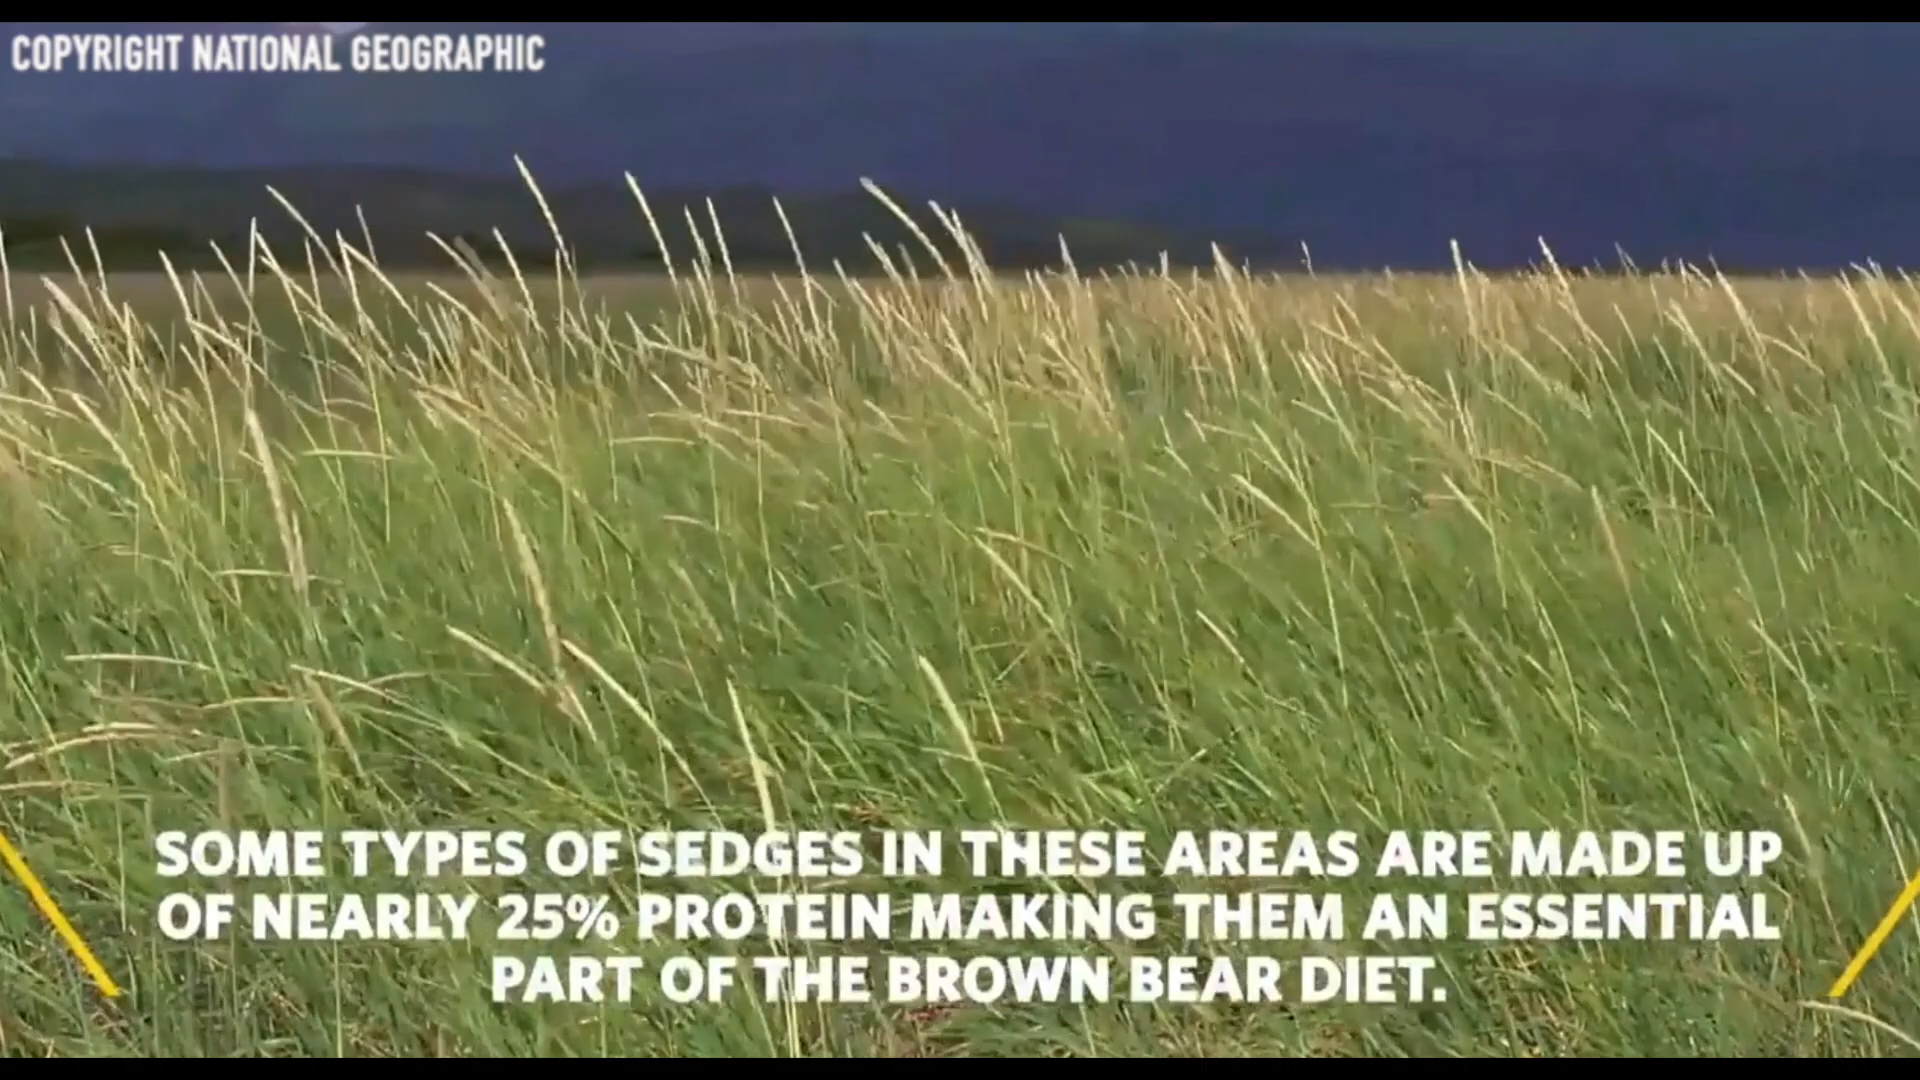 COPYRIGHT NATIONAL GEOGRAPHIC
SOME TYPES OF SEDGES IN THESE AREAS ARE MADE UP
OF NEARLY 25% PROTEIN MAKING THEM AN ESSENTIAL
PART OF THE BROWN BEAR DIET.